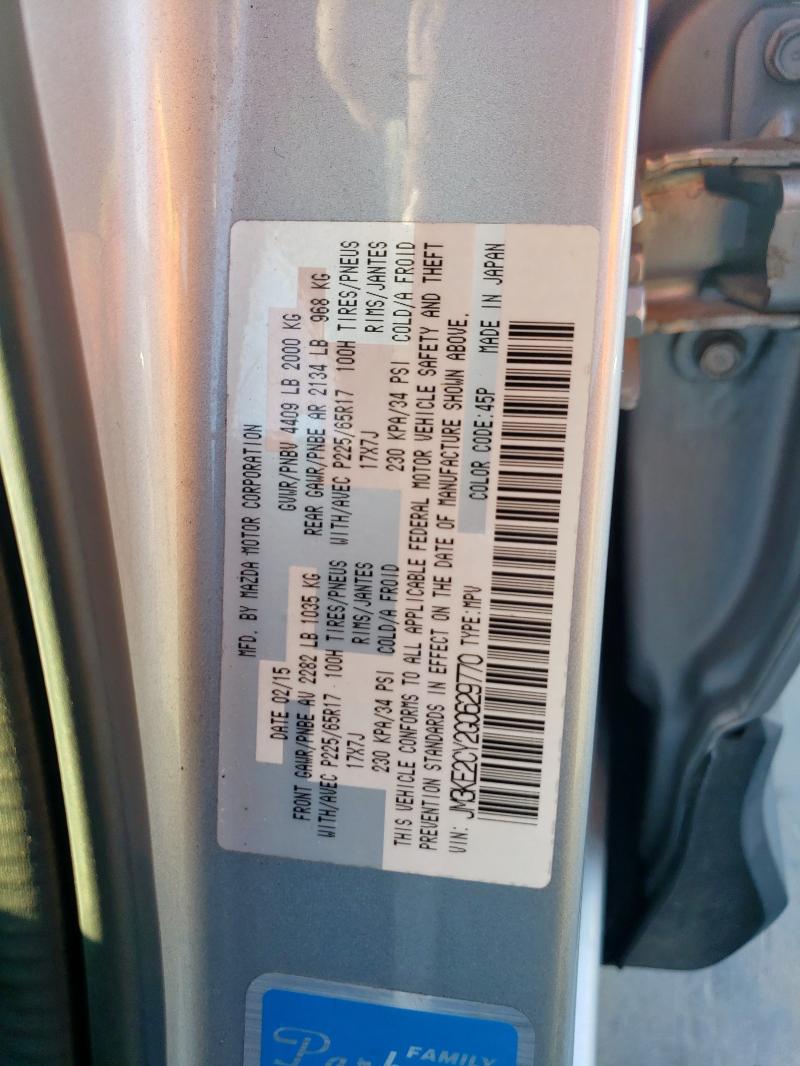 MFD. BY MAZDA MOTOR CORPORATION
DATE 02/15 GVWR/PNBV 4409 LB 2000 KG
FRONT GAWR/PNBE AV 2282 LB 1035 KG REAR GAWR/PNBE AR 2134 LB 968 KG
WITH/AVEC P225/65R17 100H TIRES/PNEUS WITH/AVEC P225/65R17 100H TIRES/PNEUS
17X7J RIMS/JANTES 17X7J RIMS/JANTES
230 KPA/34 PSI COLD/A FROID 230 KPA/34 PSI COLD/A FROID
THIS VEHICLE CONFORMS TO ALL APPLICABLE FEDERAL MOTOR VEHICLE SAFETY AND THEFT
PREVENTION STANDARDS IN EFFECT ON THE DATE OF MANUFACTURE SHOWN ABOVE.
VIN: JM3KE2CY2G0629770 TYPE:MPV COLOR CODE:45P MADE IN JAPAN
FAMILY